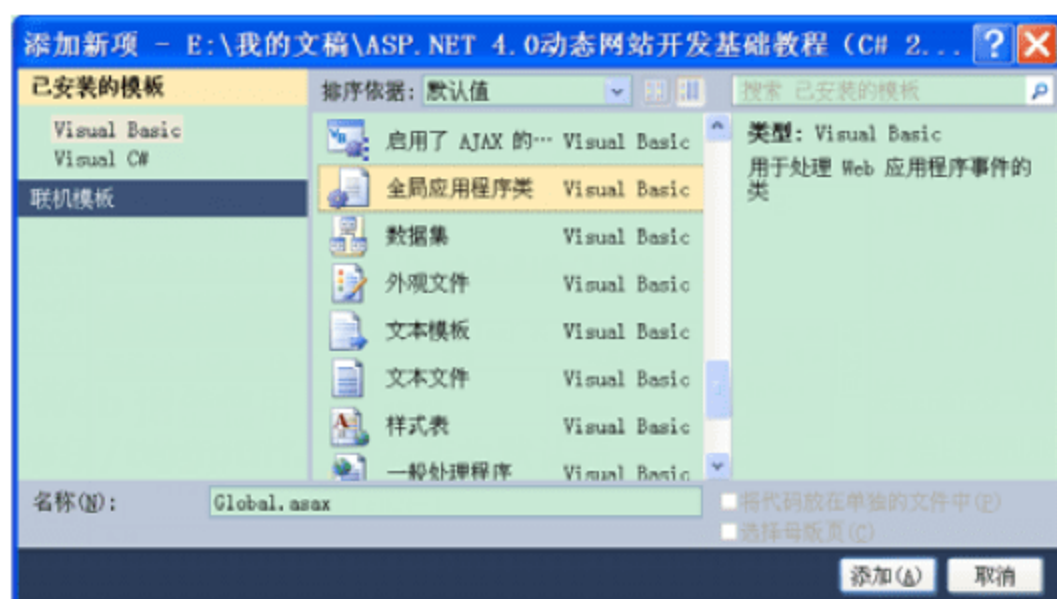 添加新项 - E:\我的文稿\ASP.NET 4.0动态网站开发基础教程（C# 2...
已安装的模板
Visual Basic
Visual C#
联机模板
排序依据: 默认值
启用了 AJAX 的… Visual Basic
全局应用程序类 Visual Basic
数据集 Visual Basic
外观文件 Visual Basic
文本模板 Visual Basic
文本文件 Visual Basic
样式表 Visual Basic
一般处理程序 Visual Basic
搜索 已安装的模板
类型: Visual Basic
用于处理 Web 应用程序事件的
类
名称(N): Global.asax
将代码放在单独的文件中(P)
选择母版页(C)
添加(A) 取消